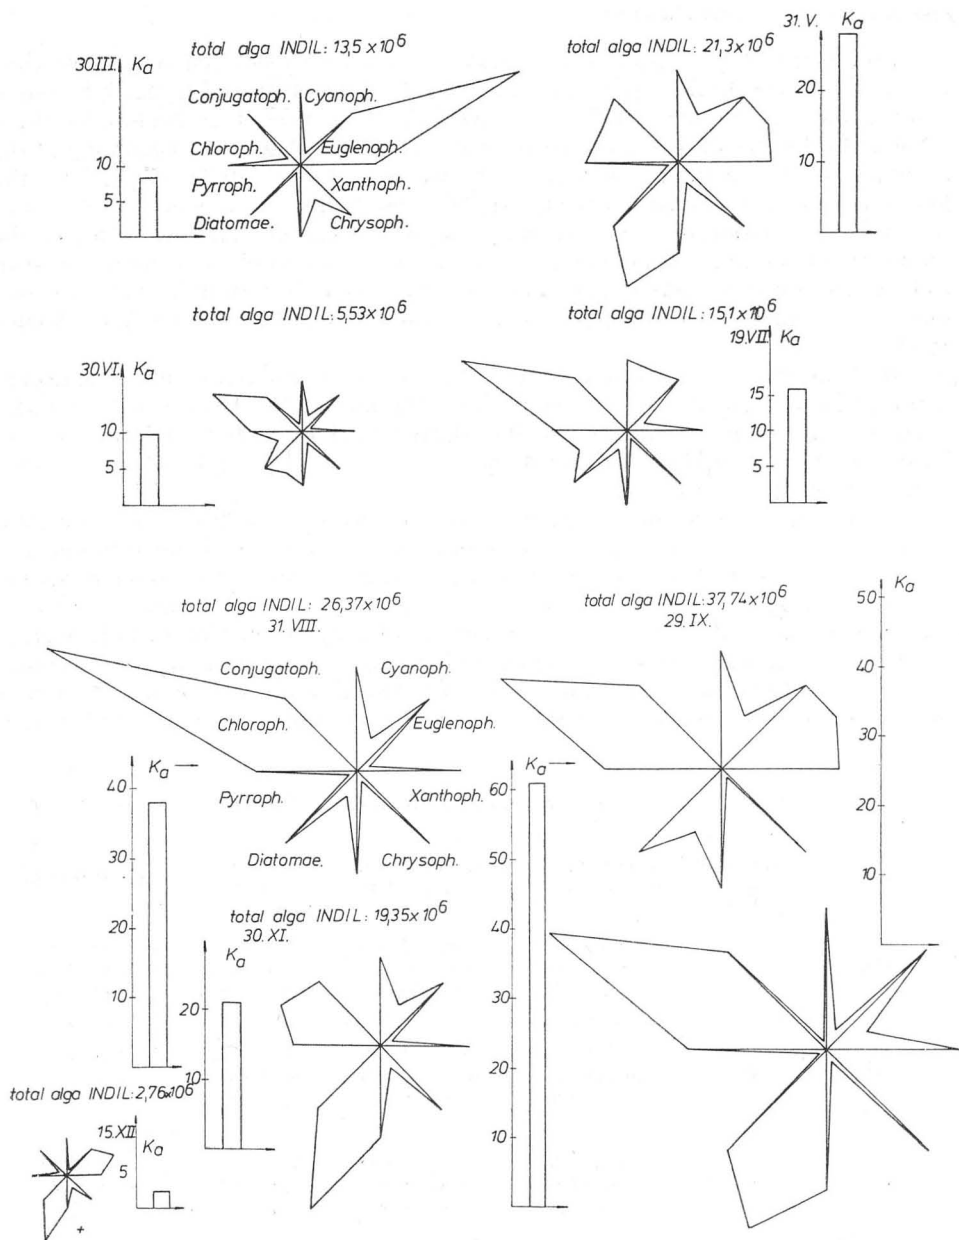 total alga INDIL: 13,5 x 10⁶
30.III. Ka
10
5
Conjugatoph. Cyanoph.
Chloroph. Euglenoph.
Pyrroph. Xanthoph.
Diatomae. Chrysoph.
total alga INDIL: 21,3 x 10⁶
31. V. Ka
20
10
total alga INDIL: 5,53 x 10⁶
30.VI. Ka
10
5
total alga INDIL: 15,1 x 10⁶
19.VII. Ka
15
10
5
total alga INDIL: 26,37 x 10⁶
31. VIII.
Conjugatoph. Cyanoph.
Chloroph. Euglenoph.
Pyrroph. Xanthoph.
Diatomae. Chrysoph.
Ka
40
30
20
10
total alga INDIL: 37,74 x 10⁶
29. IX.
Ka
50
40
30
20
10
Ka
60
50
40
30
20
10
total alga INDIL: 19,35 x 10⁶
30. XI.
Ka
20
10
total alga INDIL: 2,76 x 10⁶
15.XII.
Ka
5
+